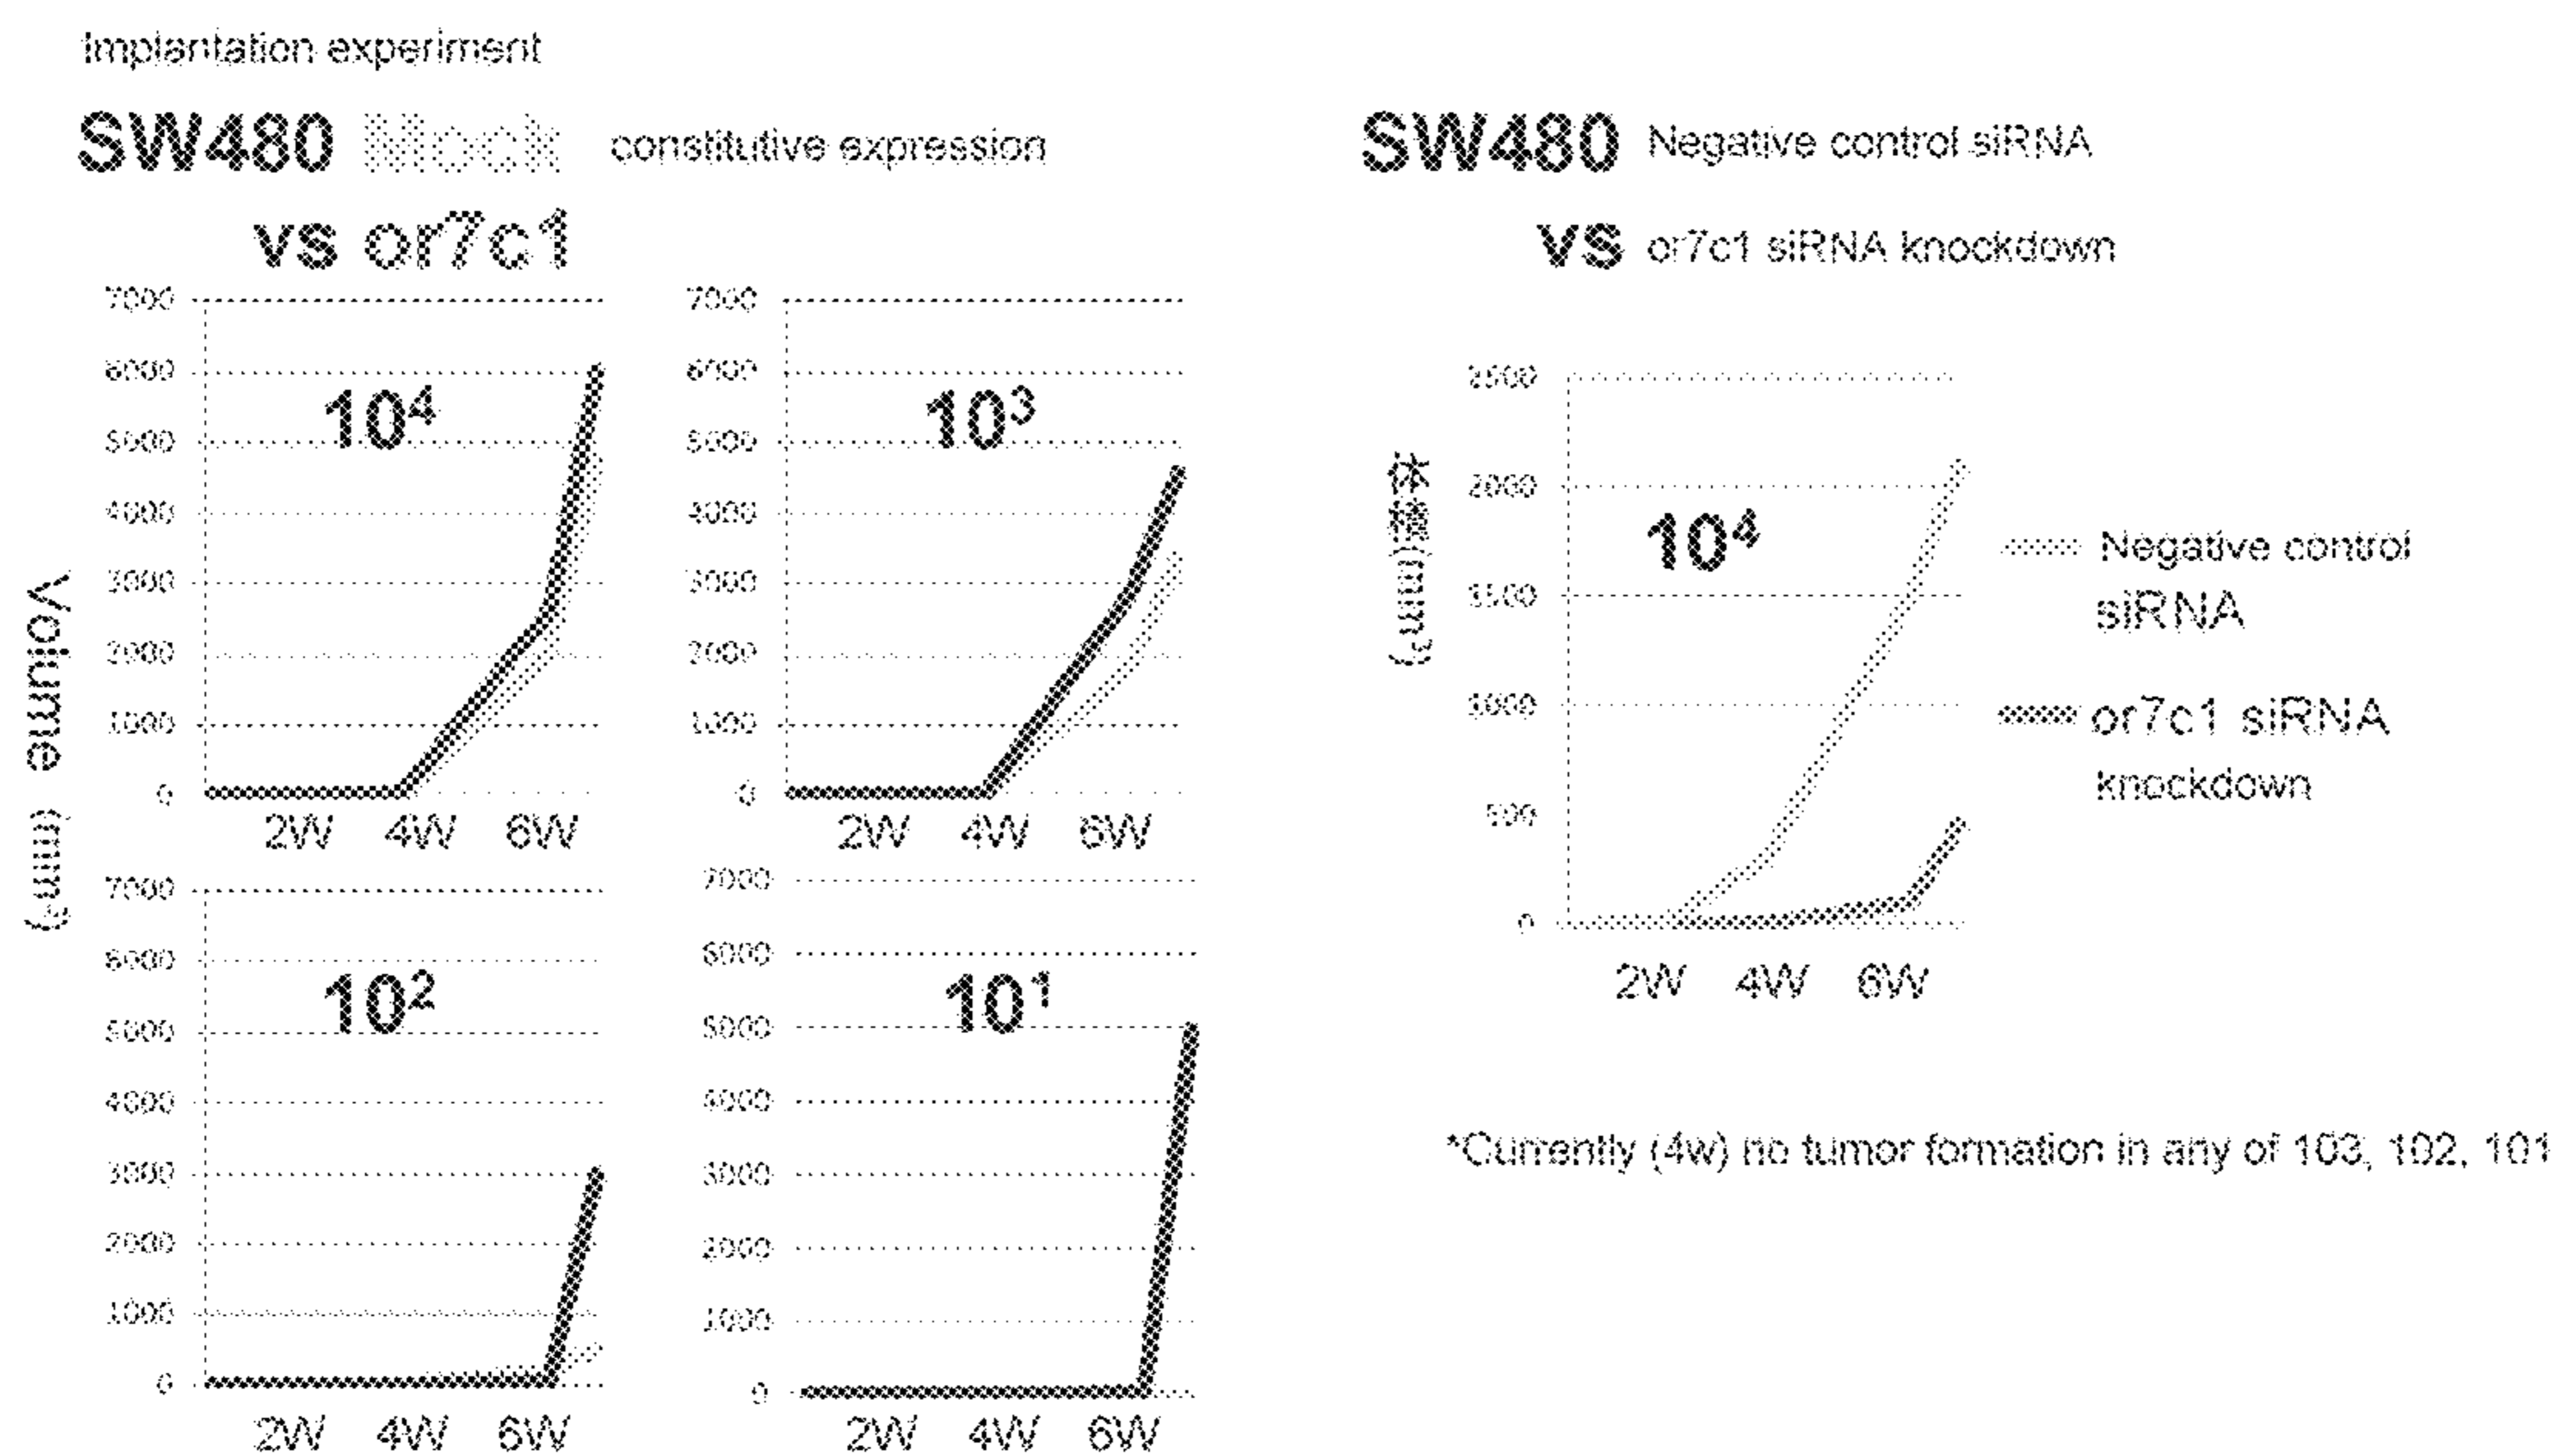 Implantation experiment
SW480 Mock constitutive expression
vs or7c1
SW480 Negative control siRNA
vs or7c1 siRNA knockdown
Volume (mm³)
7000
6000
5000
4000
3000
2000
1000
0
10⁴
2W 4W 6W
7000
6000
5000
4000
3000
2000
1000
0
10³
2W 4W 6W
7000
6000
5000
4000
3000
2000
1000
0
10²
2W 4W 6W
7000
6000
5000
4000
3000
2000
1000
0
10¹
2W 4W 6W
体積(mm³)
2500
2000
1500
1000
500
0
10⁴
2W 4W 6W
Negative control
siRNA
or7c1 siRNA
knockdown
*Currently (4w) no tumor formation in any of 103, 102, 101